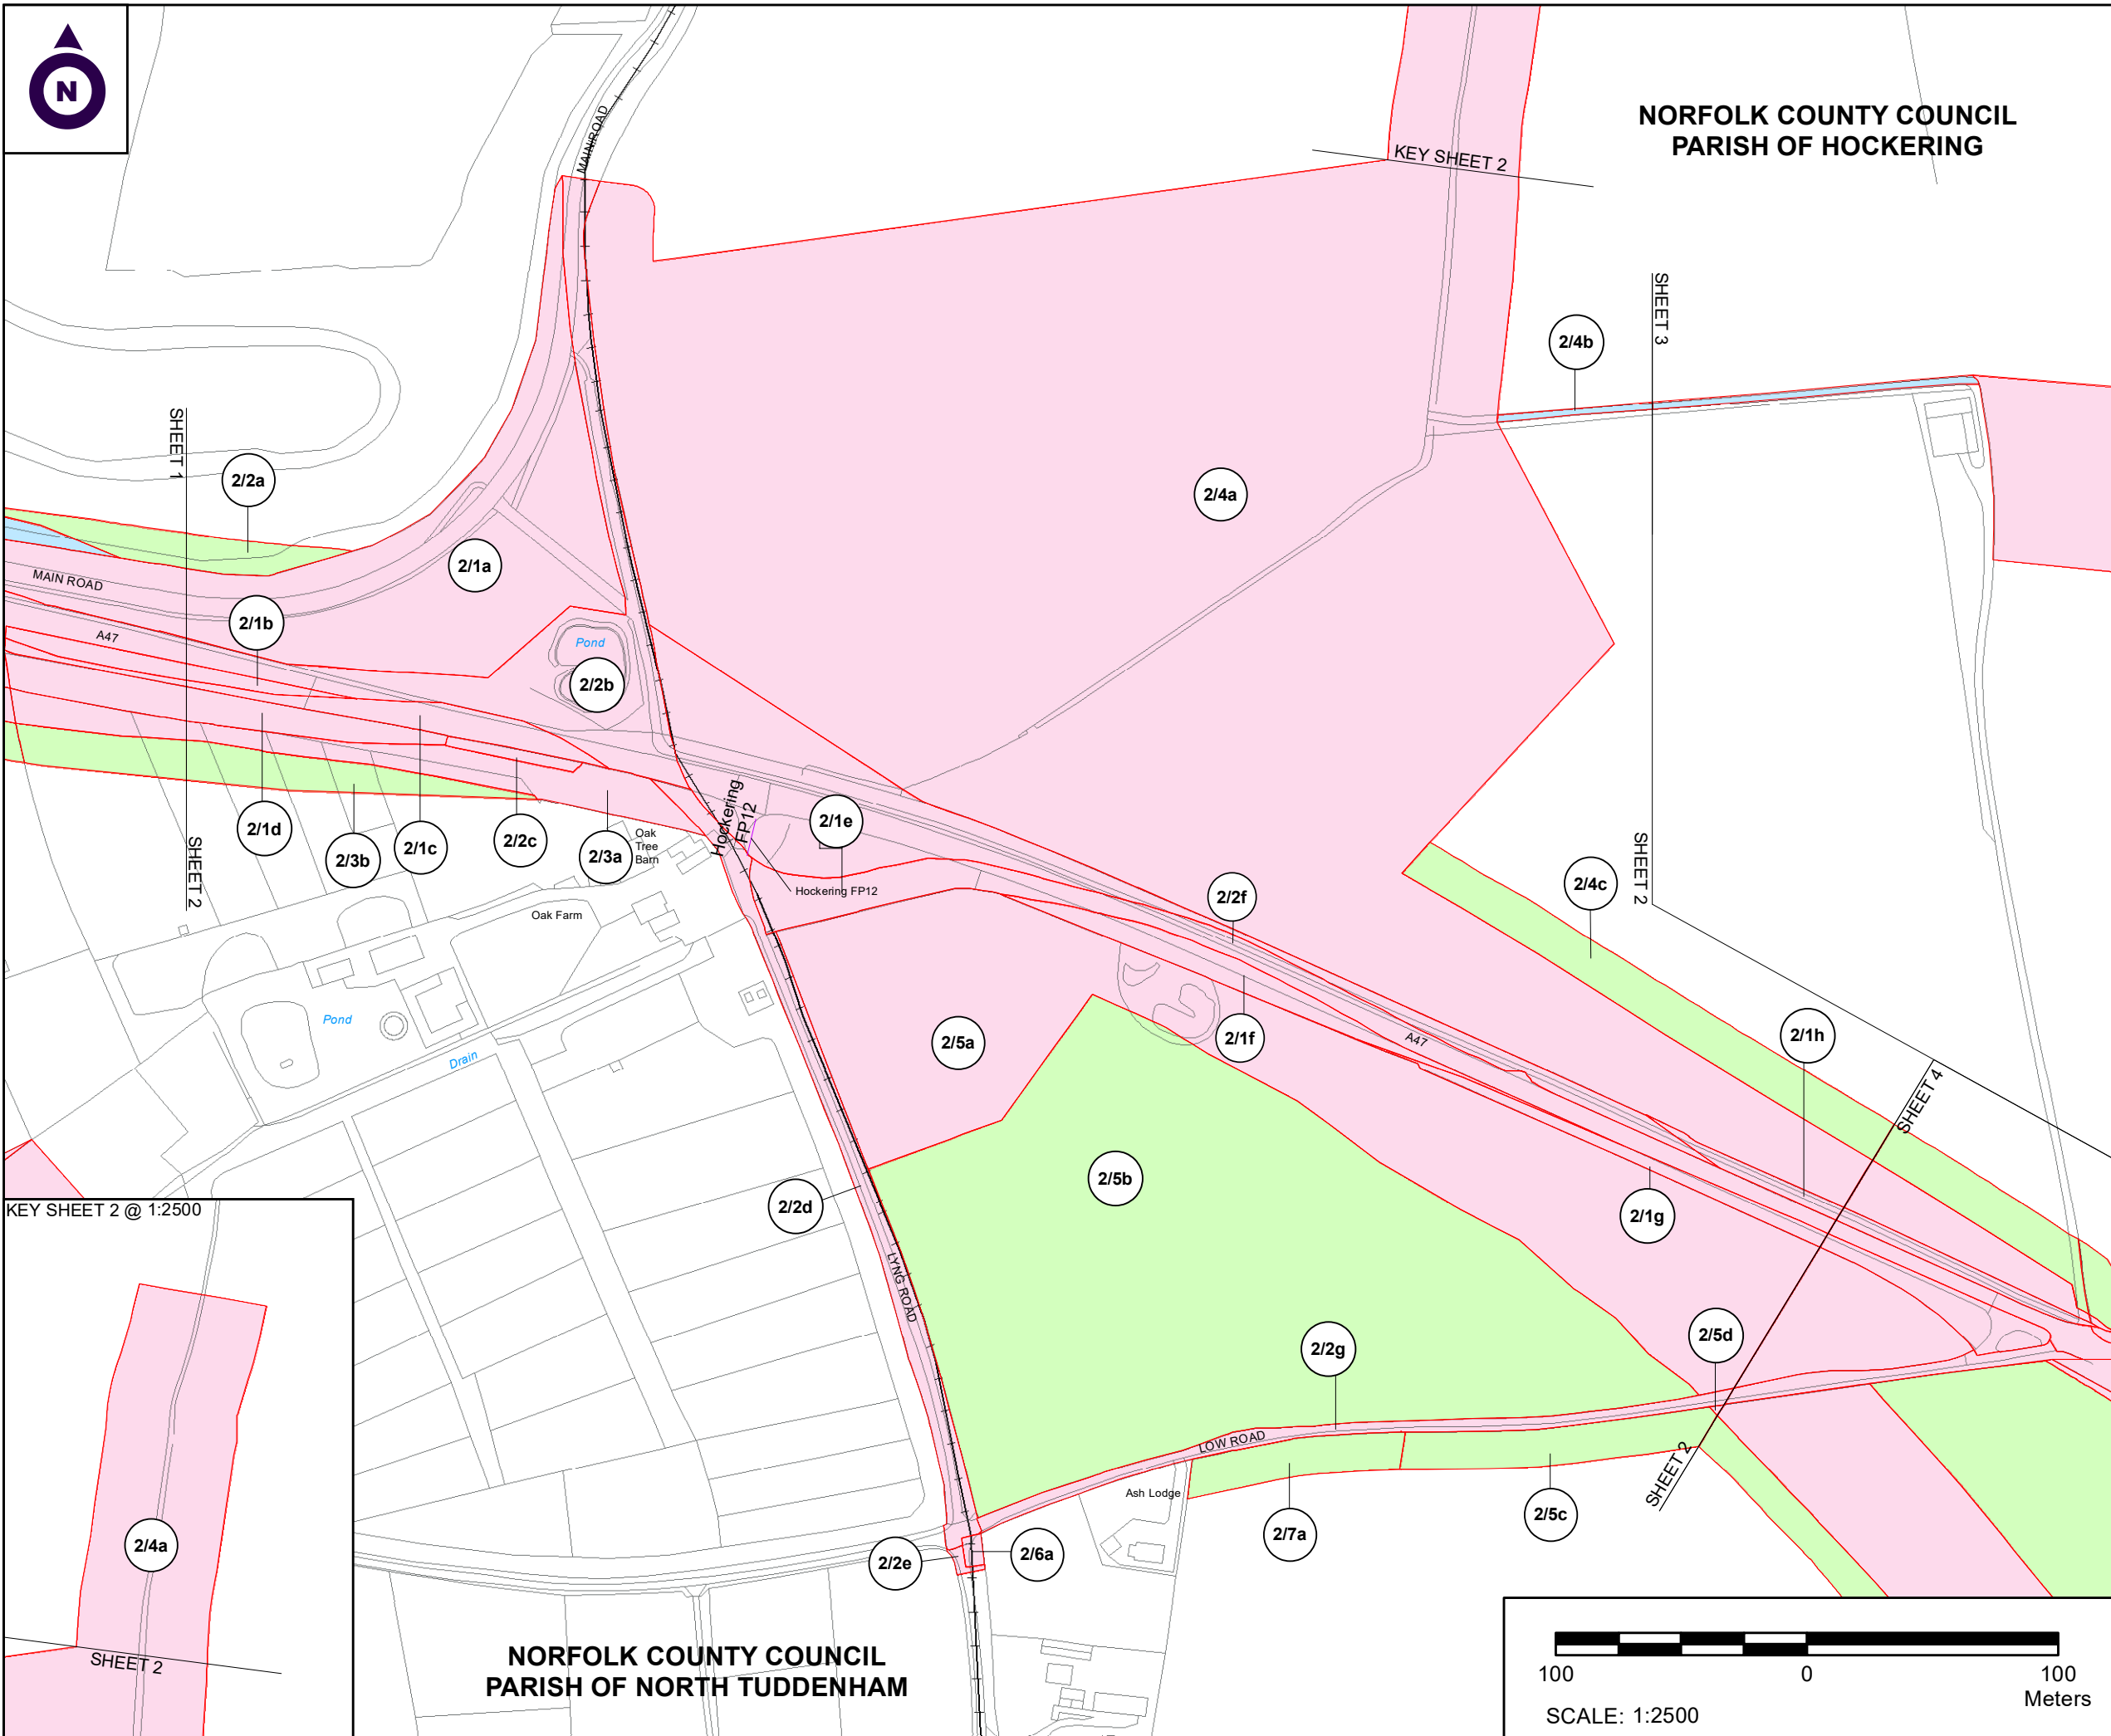 N
NORFOLK COUNTY COUNCIL
PARISH OF HOCKERING
MAIN ROAD
KEY SHEET 2
SHEET 3
2/4b
SHEET 1
2/2a
2/4a
2/1a
MAIN ROAD
2/1b
A47
Pond
2/2b
2/1d
2/3b
2/1c
2/2c
2/3a
Oak
Tree
Barn
Hockering
FP12
2/1e
Hockering FP12
SHEET 2
SHEET 2
2/4c
2/2f
Oak Farm
Pond
Drain
2/5a
2/1f
A47
2/1h
SHEET 4
2/5b
2/2d
2/1g
KEY SHEET 2 @ 1:2500
LYNG ROAD
2/2g
2/5d
LOW ROAD
SHEET 2
Ash Lodge
2/7a
2/5c
2/4a
2/2e
2/6a
SHEET 2
NORFOLK COUNTY COUNCIL
PARISH OF NORTH TUDDENHAM
100 0 100
Meters
SCALE: 1:2500